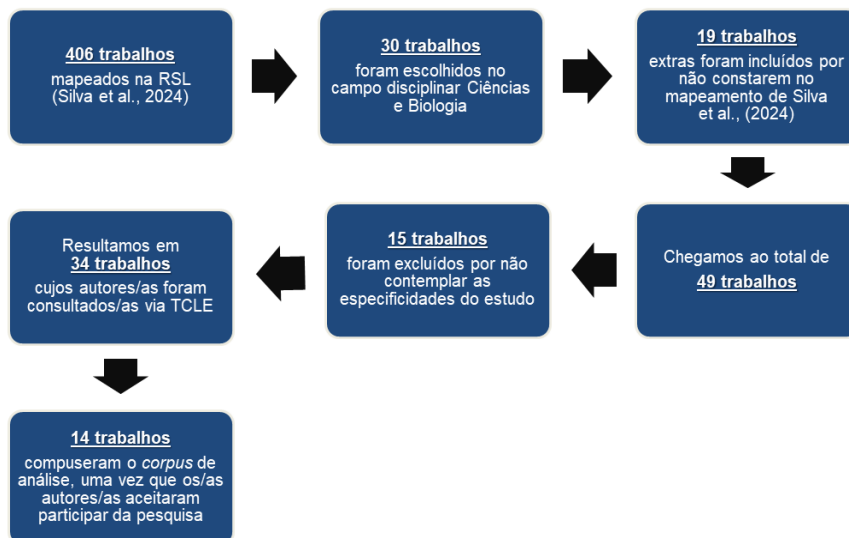 406 trabalhos
mapeados na RSL
(Silva et al., 2024)
30 trabalhos
foram escolhidos no
campo disciplinar Ciências
e Biologia
19 trabalhos
extras foram incluídos por
não constarem no
mapeamento de Silva
et al., (2024)
Chegamos ao total de
49 trabalhos
15 trabalhos
foram excluídos por não
contemplar as
especificidades do estudo
Resultamos em
34 trabalhos
cujos autores/as foram
consultados/as via TCLE
14 trabalhos
compuseram o corpus de
análise, uma vez que os/as
autores/as aceitaram
participar da pesquisa